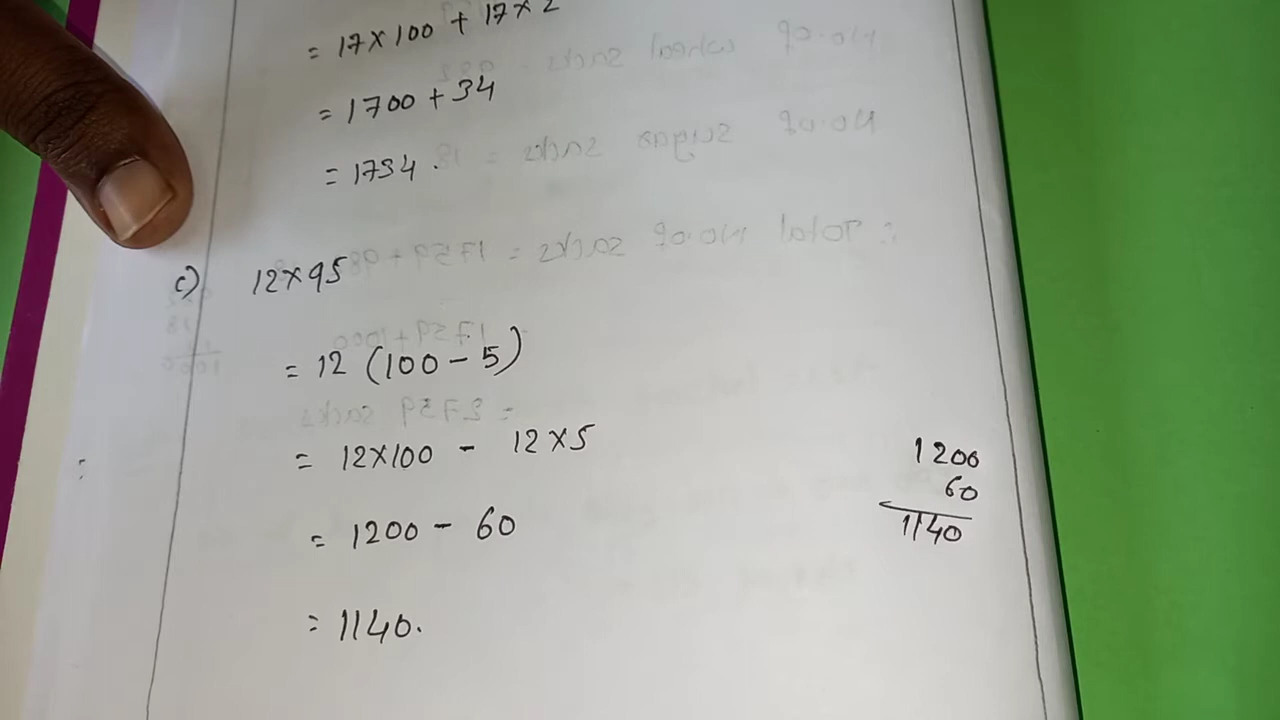 = 17×100 + 17×2
= 1700 + 34
= 1734.
c) 12×95
= 12 (100 - 5)
= 12×100 - 12×5
= 1200 - 60
= 1140.
1200
60
1140